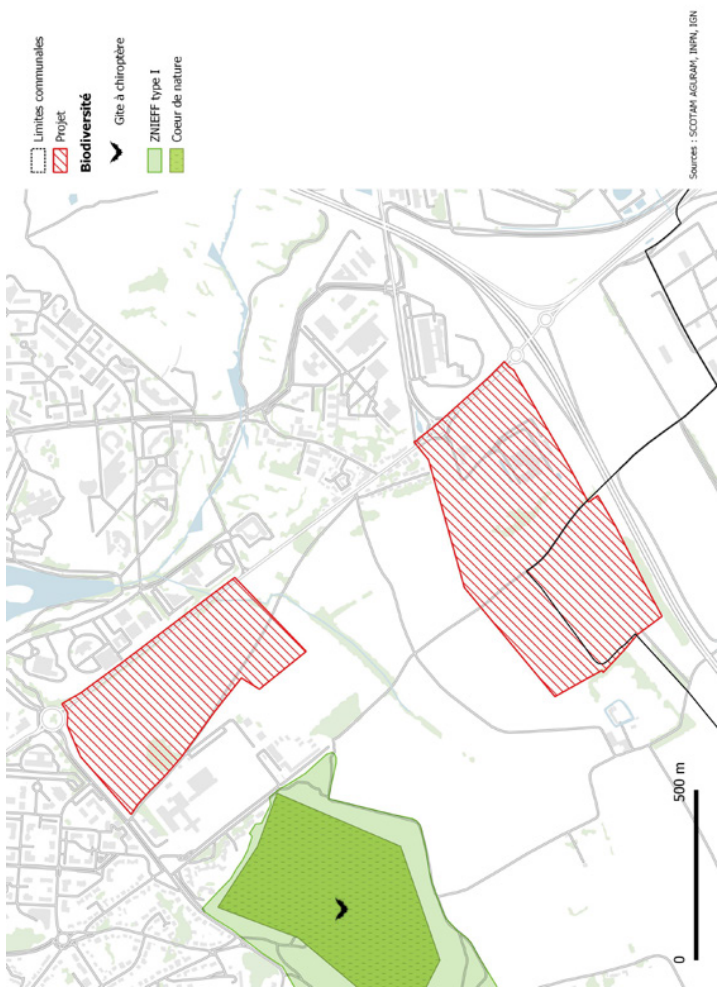 Limites communales
Projet
Biodiversité
Gite à chiroptère
ZNIEFF type I
Coeur de nature
Sources : SCOTAM AGURAM, INPN, IGN
0
500 m